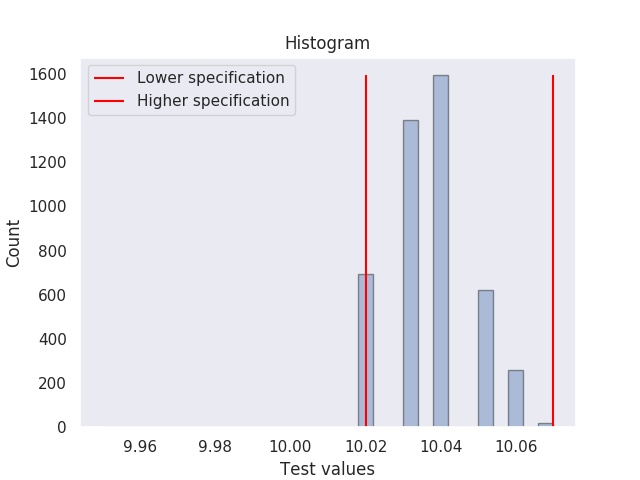 Histogram
Lower specification
Higher specification
1600
1400
1200
1000
800
600
400
200
0
Count
9.96 9.98 10.00 10.02 10.04 10.06
Test values